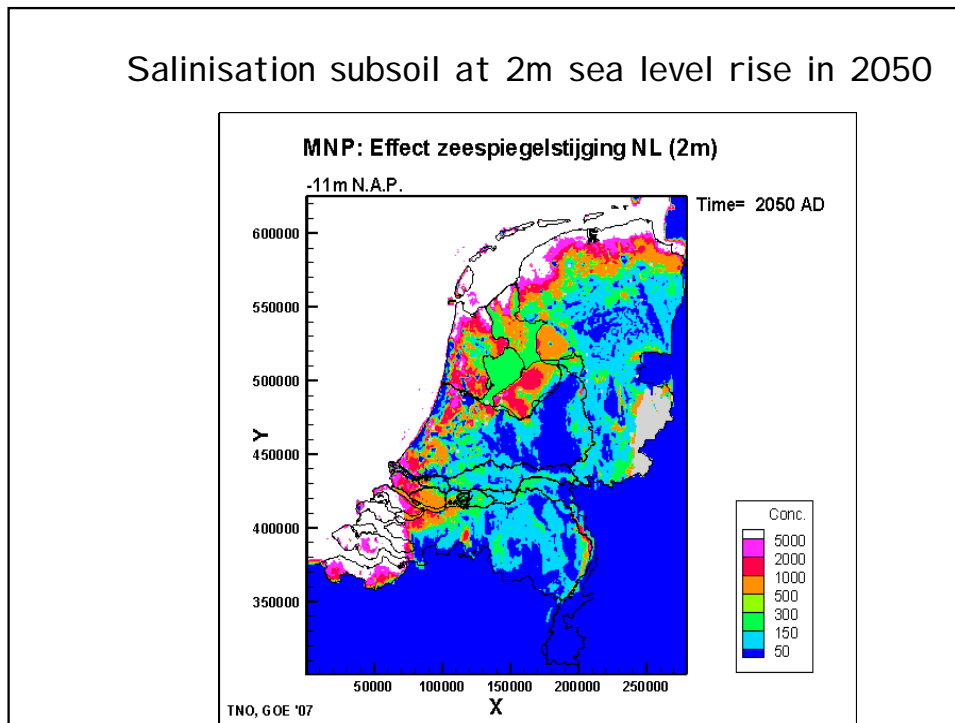 Salinisation subsoil at 2m sea level rise in 2050
MNP: Effect zeespiegelstijging NL (2m)
-11m N.A.P.
Time= 2050 AD
600000
550000
500000
450000
400000
350000
Y
50000 100000 150000 200000 250000
X
Conc.
5000
2000
1000
500
300
150
50
TNO, GOE '07